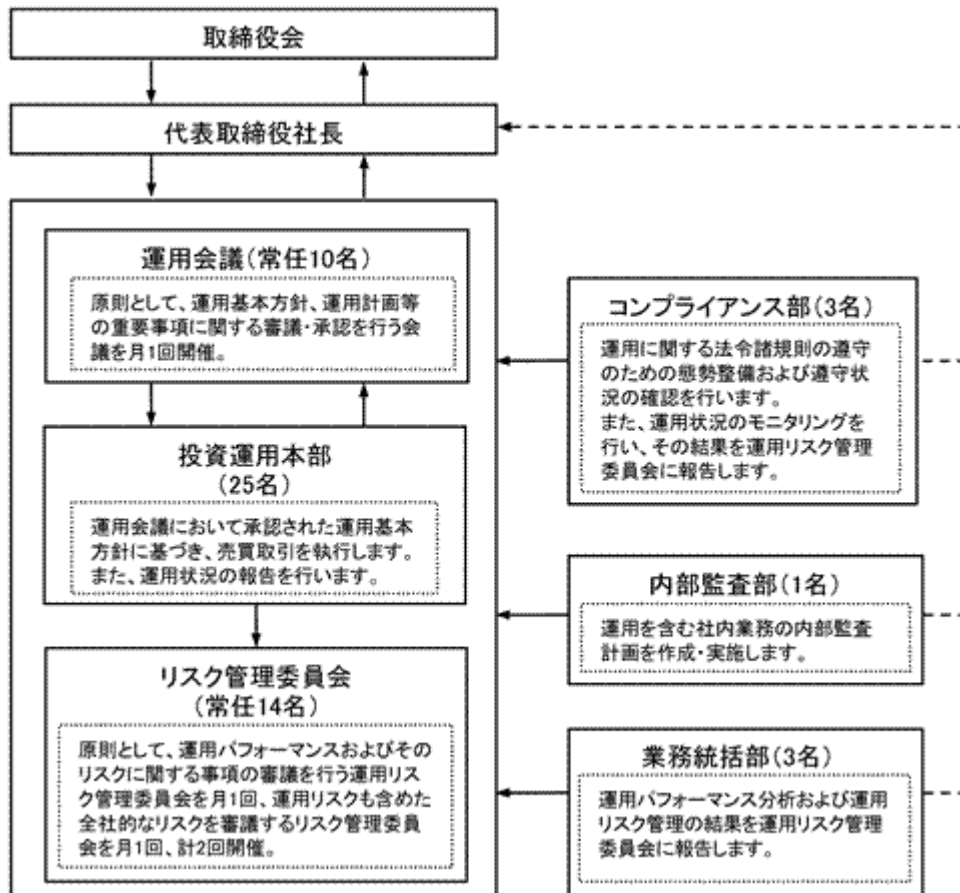 取締役会
代表取締役社長
運用会議(常任10名)
原則として、運用基本方針、運用計画等
の重要事項に関する審議・承認を行う会
議を月1回開催。
投資運用本部
(25名)
運用会議において承認された運用基本
方針に基づき、売買取引を執行します。
また、運用状況の報告を行います。
リスク管理委員会
(常任14名)
原則として、運用パフォーマンスおよびその
リスクに関する事項の審議を行う運用リス
ク管理委員会を月1回、運用リスクも含めた
全社的なリスクを審議するリスク管理委員
会を月1回、計2回開催。
コンプライアンス部(3名)
運用に関する法令諸規則の遵守
のための態勢整備および遵守状
況の確認を行います。
また、運用状況のモニタリングを
行い、その結果を運用リスク管理
委員会に報告します。
内部監査部(1名)
運用を含む社内業務の内部監査
計画を作成・実施します。
業務統括部(3名)
運用パフォーマンス分析および運用
リスク管理の結果を運用リスク管理
委員会に報告します。